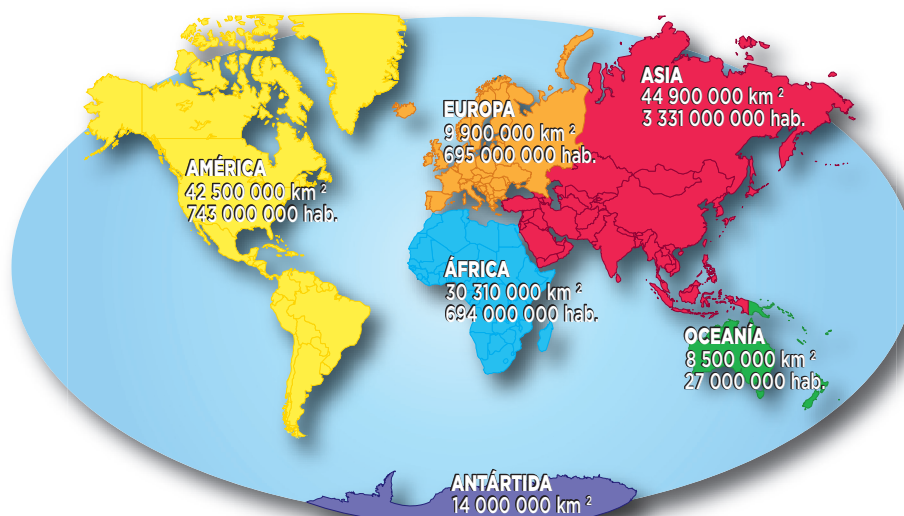 ASIA
44 900 000 km ²
3 331 000 000 hab.
EUROPA
9 900 000 km ²
695 000 000 hab.
AMÉRICA
42 500 000 km ²
743 000 000 hab.
ÁFRICA
30 310 000 km ²
694 000 000 hab.
OCEANÍA
8 500 000 km ²
27 000 000 hab.
ANTÁRTIDA
14 000 000 km ²